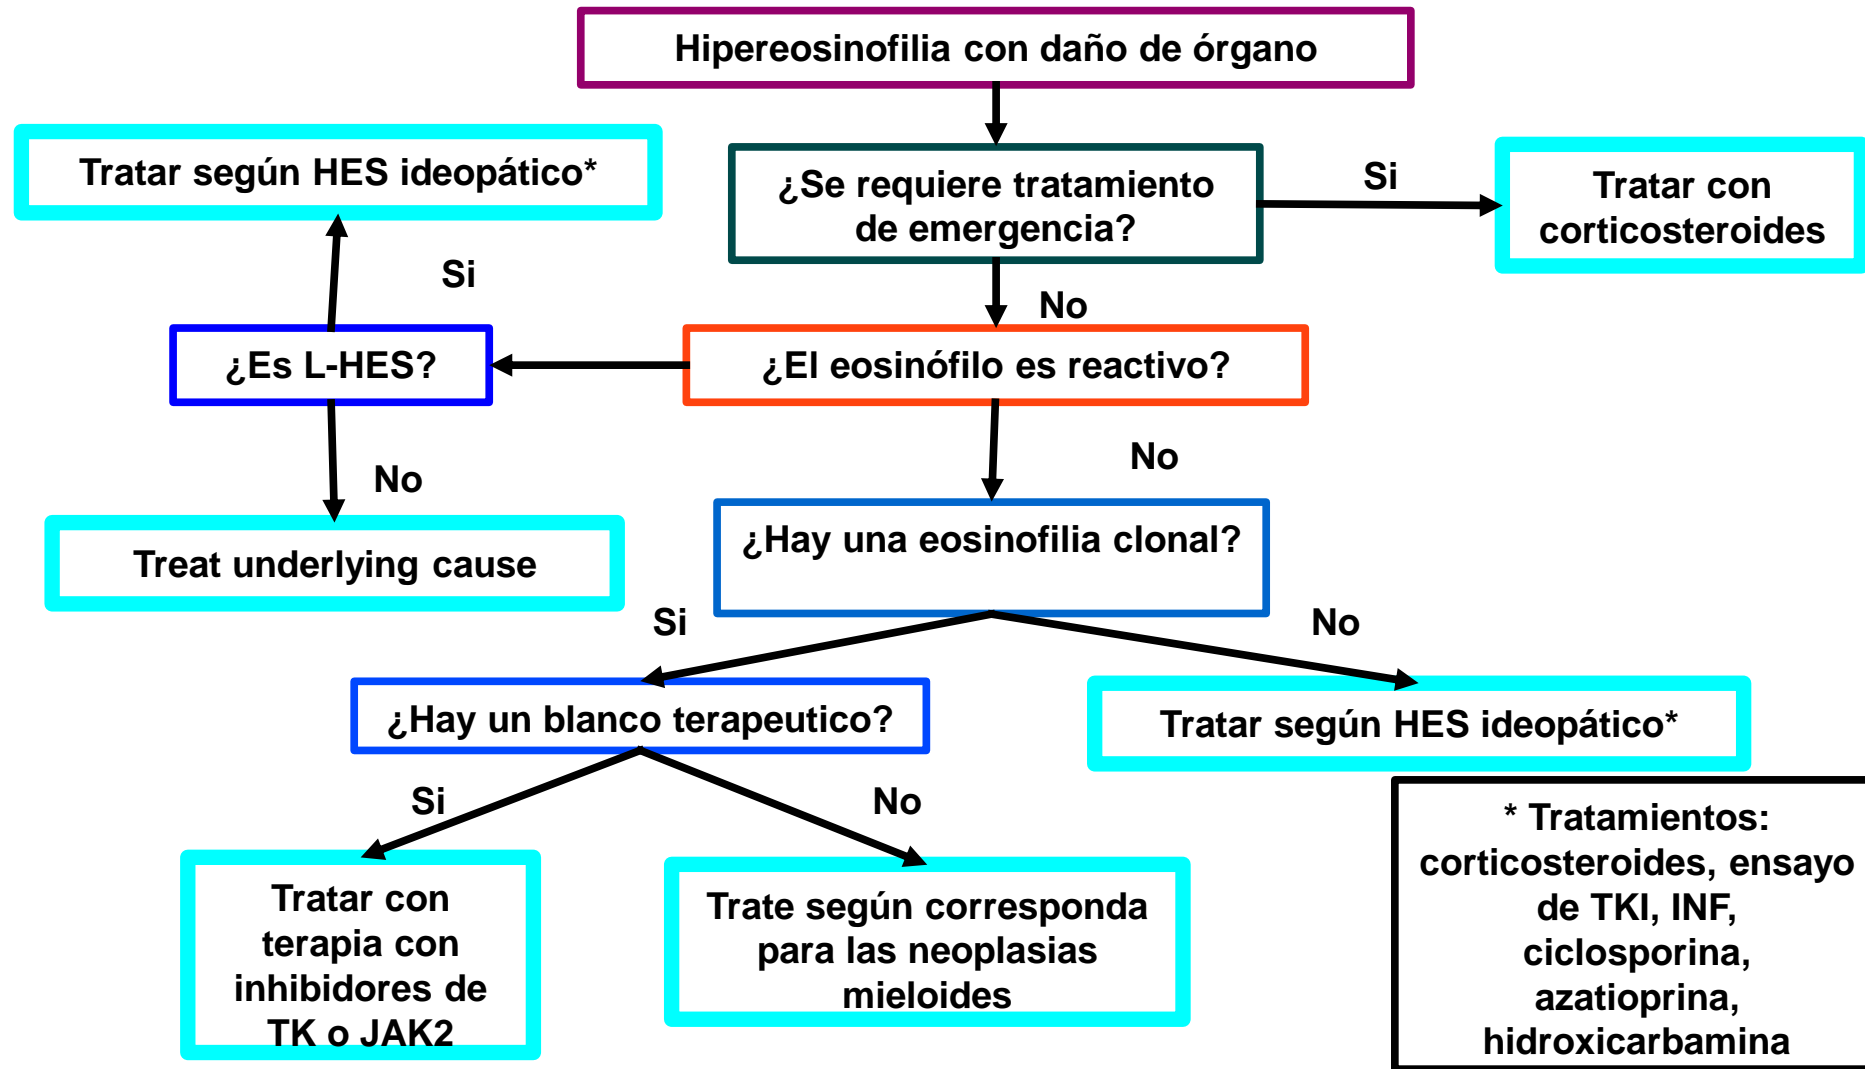 Hipereosinofilia con daño de órgano
Tratar según HES ideopático*
¿Se requiere tratamiento
de emergencia?
Si
Tratar con
corticosteroides
Si
No
¿Es L-HES?
¿El eosinófilo es reactivo?
No
No
Treat underlying cause
¿Hay una eosinofilia clonal?
Si
No
¿Hay un blanco terapeutico?
Tratar según HES ideopático*
Si
No
Tratar con
terapia con
inhibidores de
TK o JAK2
Trate según corresponda
para las neoplasias
mieloides
* Tratamientos:
corticosteroides, ensayo
de TKI, INF,
ciclosporina,
azatioprina,
hidroxicarbamina